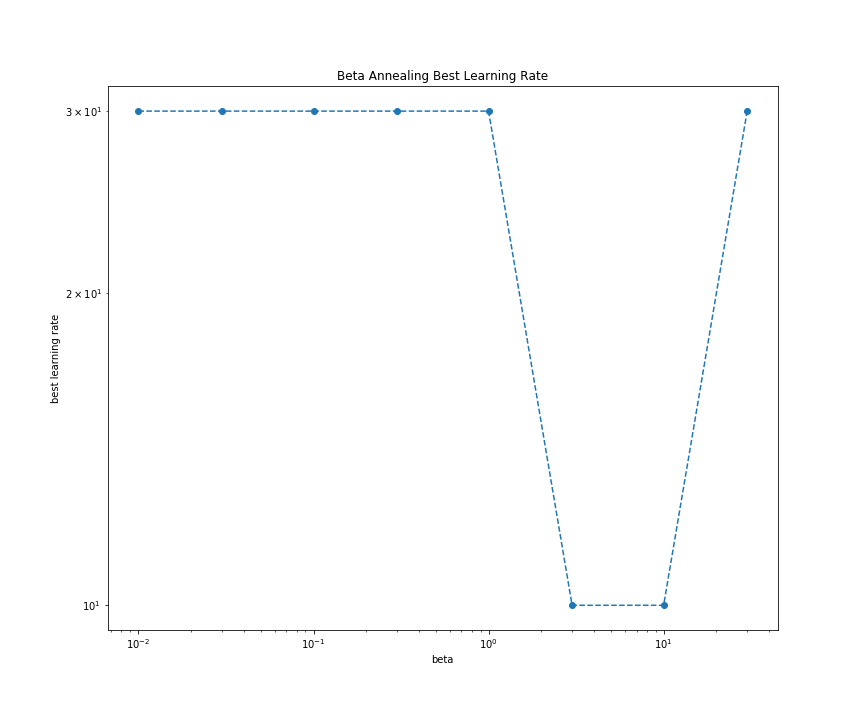 Beta Annealing Best Learning Rate
3 × 10¹
2 × 10¹
10¹
best learning rate
10⁻²
10⁻¹
10⁰
10¹
beta